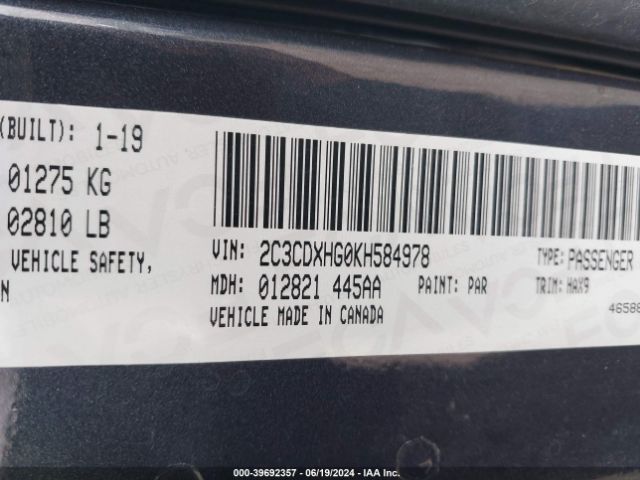 (BUILT): 1-19
01275 KG
02810 LB
VEHICLE SAFETY,
N
VIN: 2C3CDXHG0KH584978
TYPE: PASSENGER
MDH: 012821 445AA
PAINT: PAR
TRIM: HAX9
VEHICLE MADE IN CANADA
46588
000-39692357 - 06/19/2024 - IAA Inc.